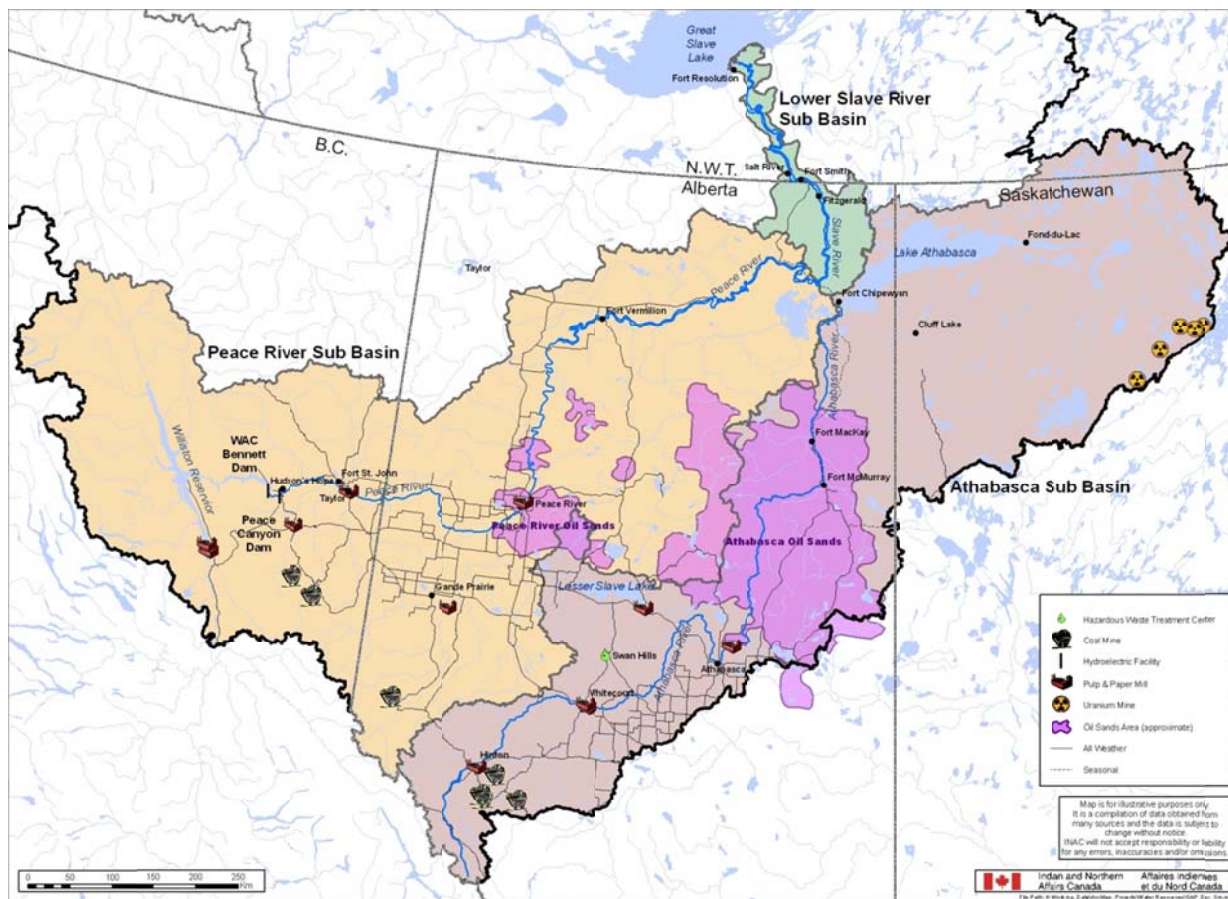 Great
Slave
Lake
Fort Resolution
Lower Slave River
Sub Basin
B.C.
N.W.T.
Alberta
Salt River
Fort Smith
Fitzgerald
Saskatchewan
Slave River
Fond-du-Lac
Lake Athabasca
Taylor
Peace River
Fort Chipewyin
Fort Vermilion
Cluff Lake
Peace River Sub Basin
Athabasca River
Williston Reservior
WAC
Bennett
Dam
Fort MacKay
Hudson's Hope
Fort St. John
Taylor
Peace River
Fort McMurray
Athabasca Sub Basin
Peace River
Peace
Canyon
Dam
Peace River Oil Sands
Athabasca Oil Sands
Gande Prairie
Lesser Slave Lake
Swan Hills
Athabasca River
Athabasca
Whitecourt
Hinton
Hazardous Waste Treatment Center
Coal Mine
Hydroelectric Facility
Pulp & Paper Mill
Uranium Mine
Oil Sands Area (approximate)
All Weather
Seasonal
Map is for illustrative purposes only.
It is a compilation of data obtained from
many sources and the data is subject to
change without notice.
INAC will not accept responsibility or liability
for any errors, inaccuracies and/or omissions.
0 50 100 150 200 250
Km
Indian and Northern Affaires indiennes
Affairs Canada et du Nord Canada